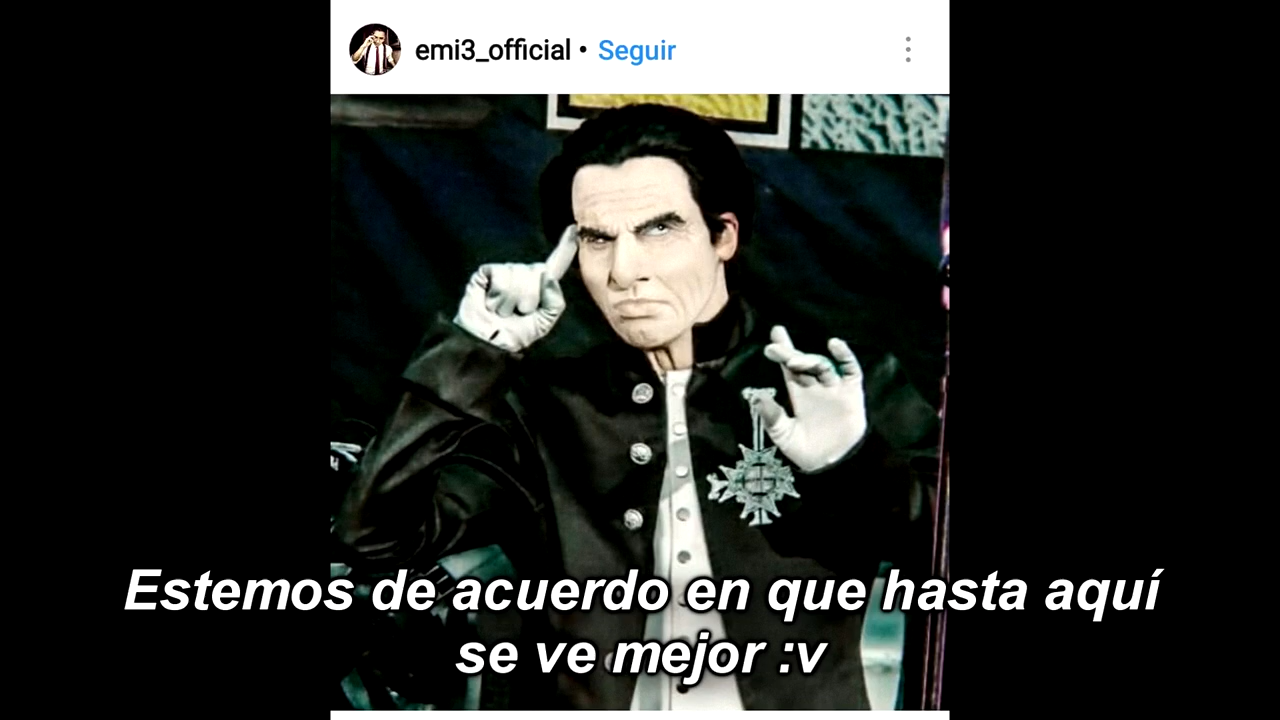 emi3_official • Seguir
Estemos de acuerdo en que hasta aquí
se ve mejor :v